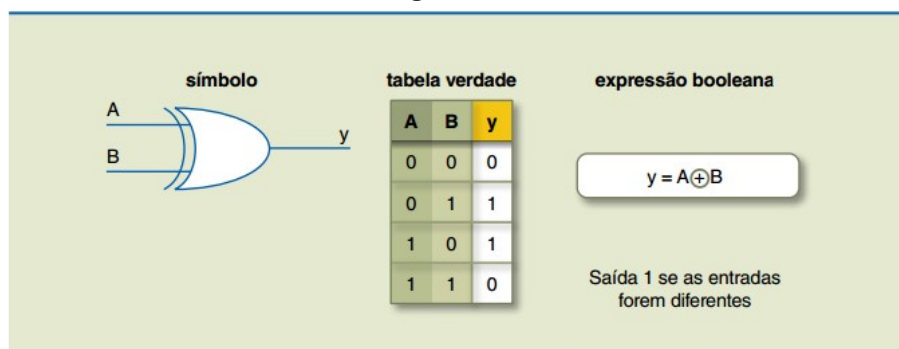 símbolo
A
B
y
tabela verdade
A B y
0 0 0
0 1 1
1 0 1
1 1 0
expressão booleana
y = A⊕B
Saída 1 se as entradas
forem diferentes